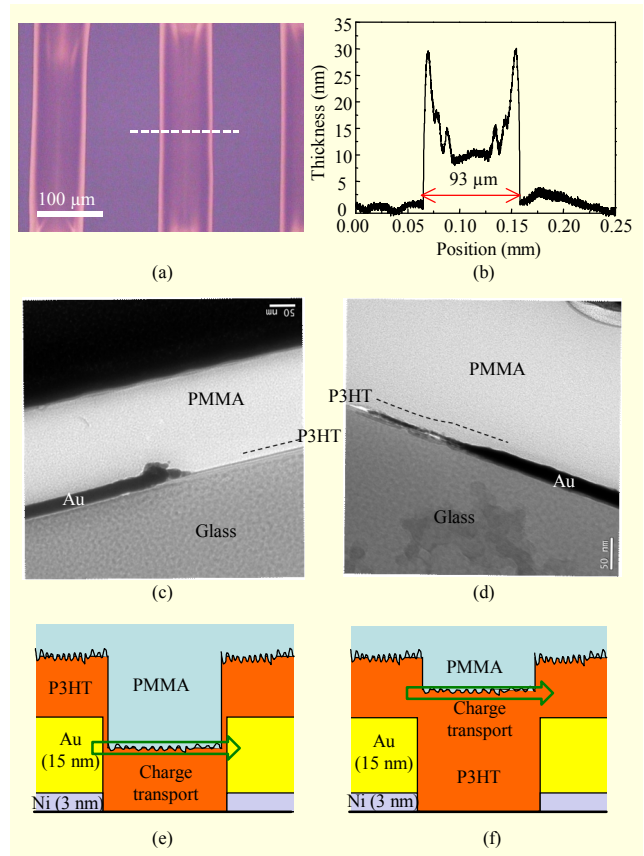 100 µm
(a)
Thickness (nm)
35
30
25
20
15
10
5
0
93 µm
0.00 0.05 0.10 0.15 0.20 0.25
Position (mm)
(b)
50 nm
PMMA
P3HT
Au
Glass
(c)
PMMA
P3HT
Au
Glass
50 nm
(d)
P3HT
PMMA
Au
(15 nm)
Charge
transport
Ni (3 nm)
(e)
PMMA
Charge
transport
Au
(15 nm)
P3HT
Ni (3 nm)
(f)